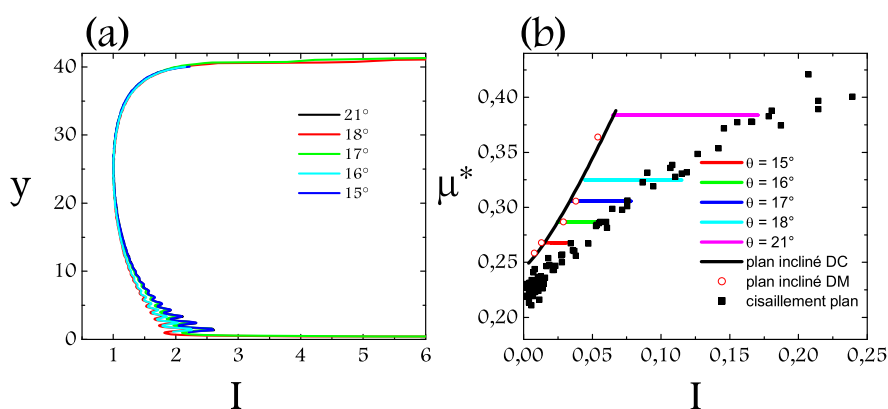 (a)
y
40
30
20
10
0
1
2
3
4
5
6
I
21°
18°
17°
16°
15°
(b)
μ*
0,40
0,35
0,30
0,25
0,20
0,00
0,05
0,10
0,15
0,20
0,25
I
θ = 15°
θ = 16°
θ = 17°
θ = 18°
θ = 21°
plan incliné DC
plan incliné DM
cisaillement plan